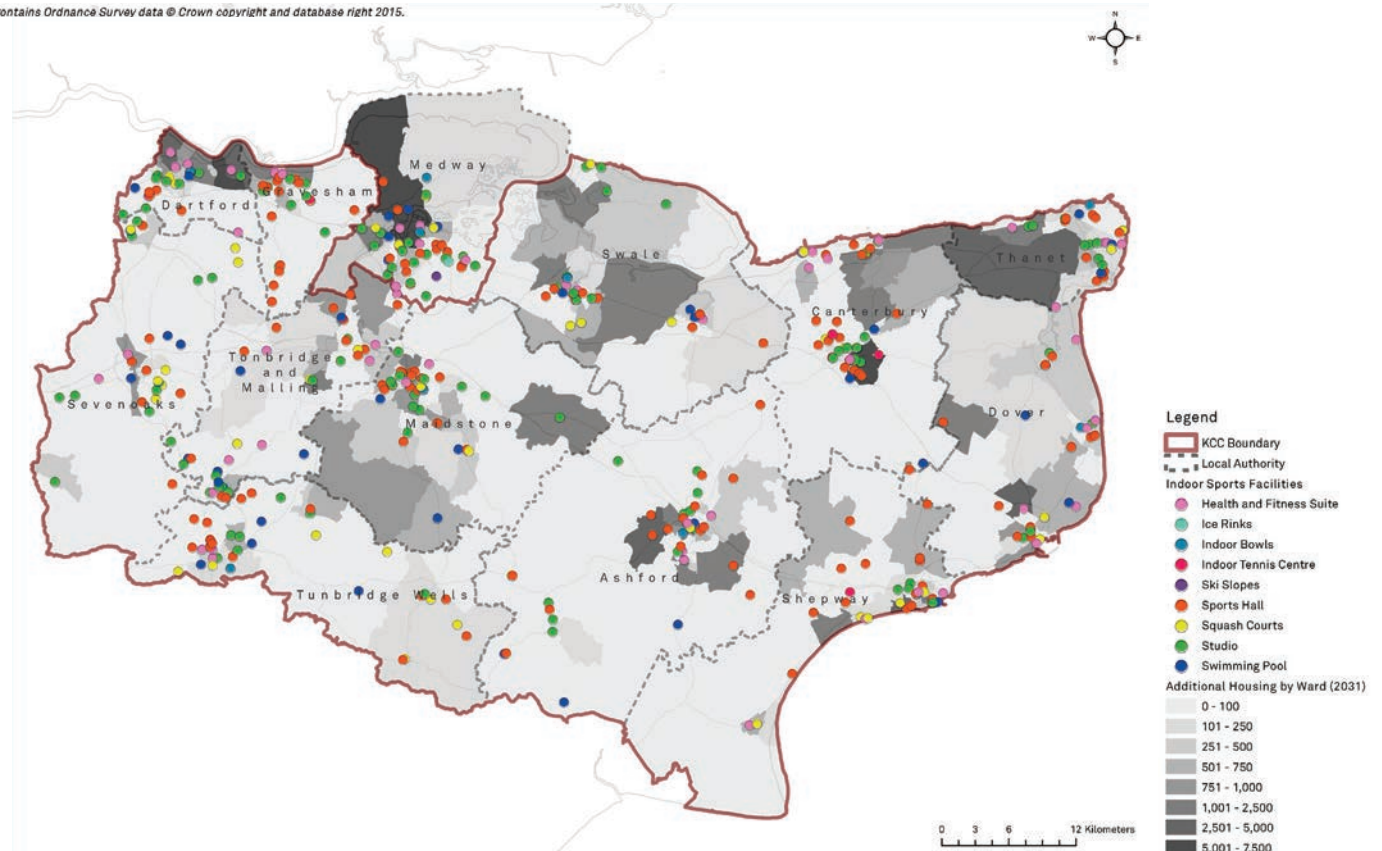 ontains Ordnance Survey data © Crown copyright and database right 2015.
N
W E
S
Medway
Gravesham
Dartford
Swale
Thanet
Canterbury
Tonbridge
and
Malling
Sevenoaks
Maidstone
Dover
Ashford
Tunbridge Wells
Shepway
Legend
KCC Boundary
Local Authority
Indoor Sports Facilities
Health and Fitness Suite
Ice Rinks
Indoor Bowls
Indoor Tennis Centre
Ski Slopes
Sports Hall
Squash Courts
Studio
Swimming Pool
Additional Housing by Ward (2031)
0 - 100
101 - 250
251 - 500
501 - 750
751 - 1,000
1,001 - 2,500
2,501 - 5,000
5,001 - 7,500
0 3 6 12 Kilometers